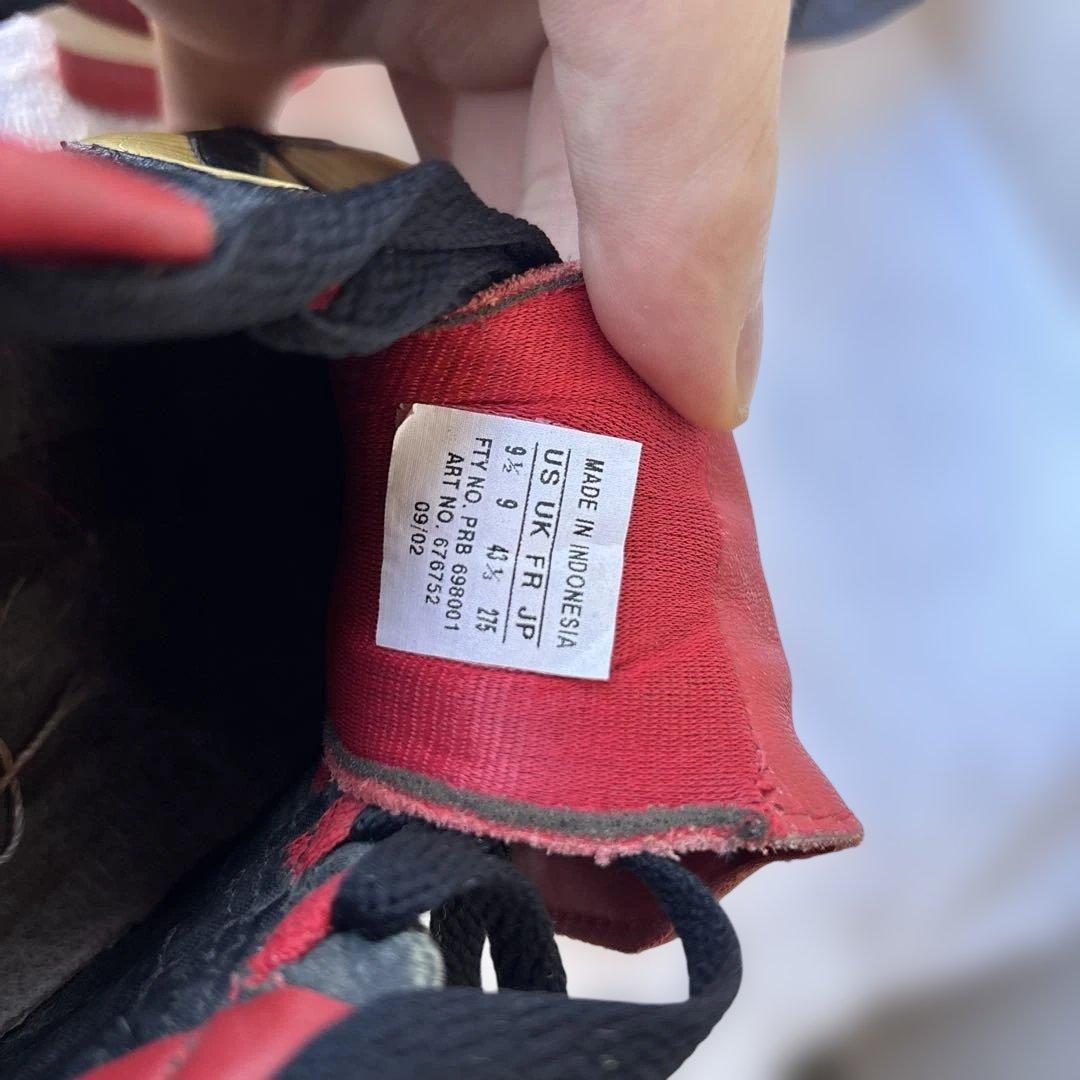 MADE IN INDONESIA
US UK FR JP
9½ 9 43⅓ 275
FTY NO. PRB 698001
ART NO. 676752
09/02